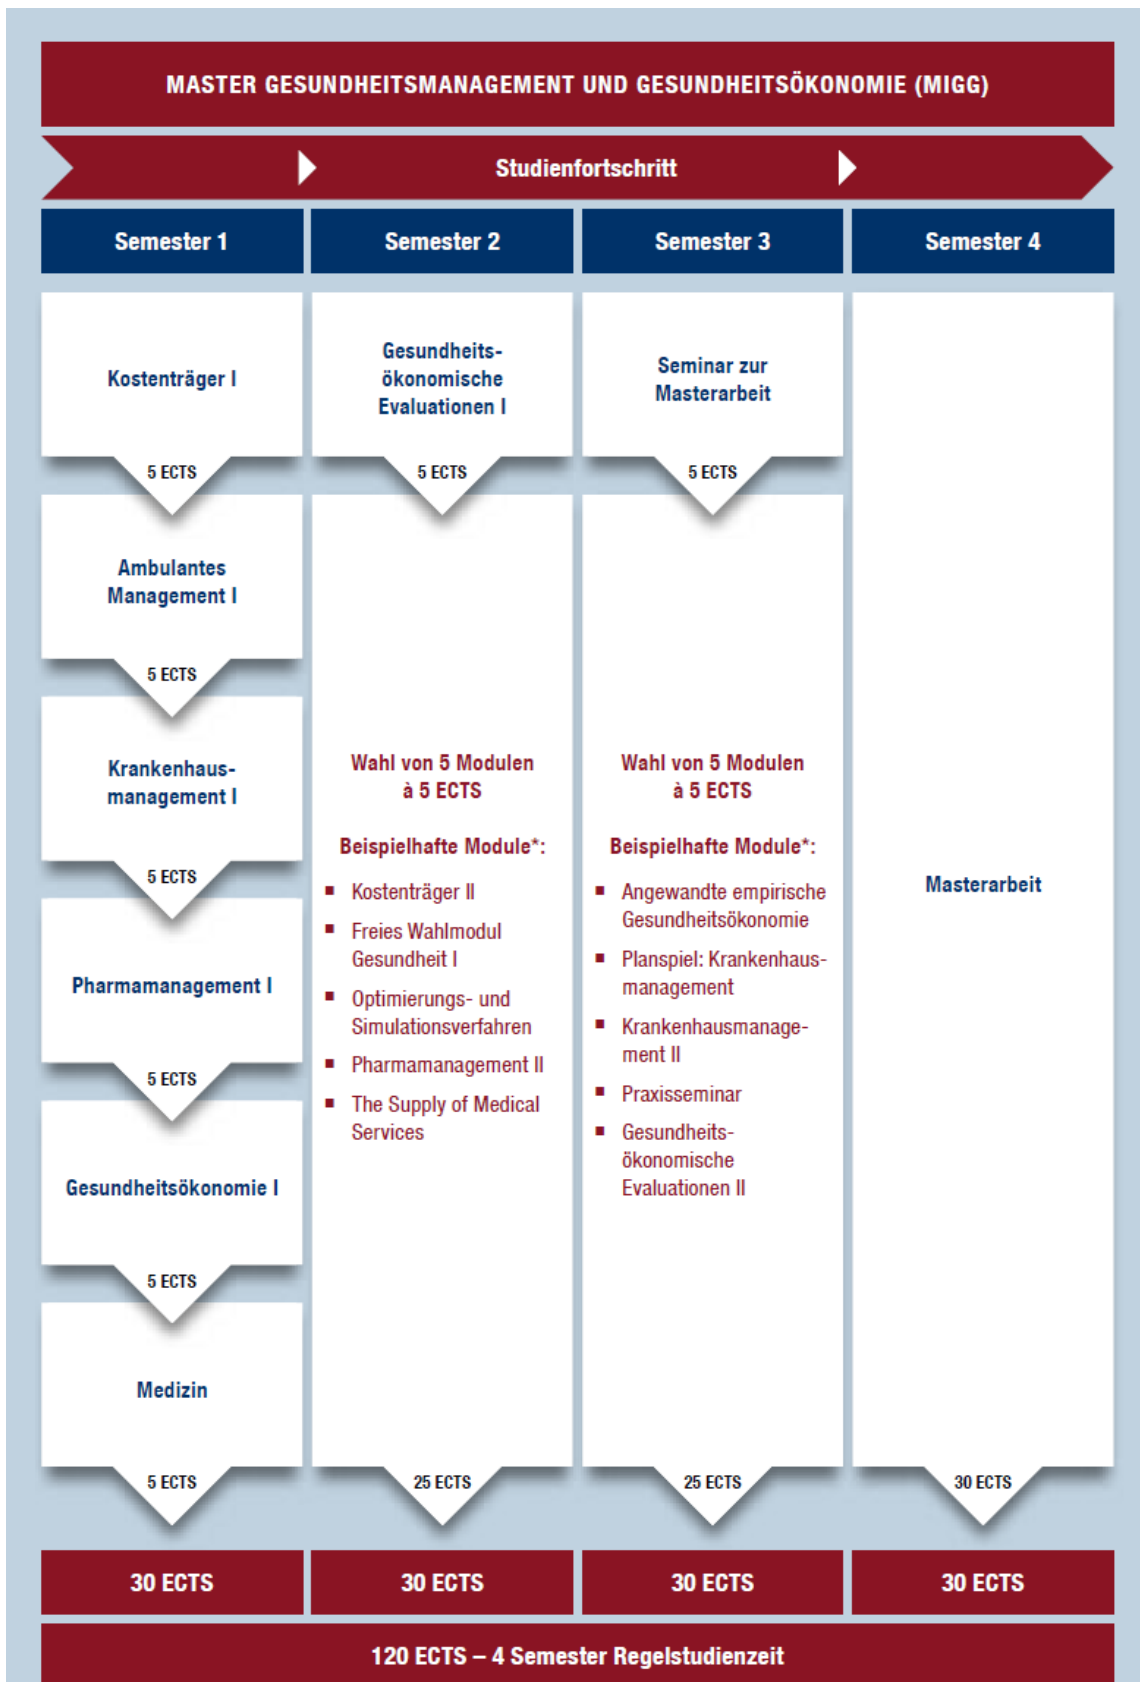 MASTER GESUNDHEITSMANAGEMENT UND GESUNDHEITSÖKONOMIE (MIGG)
Studienfortschritt
Semester 1
Semester 2
Semester 3
Semester 4
Kostenträger I
5 ECTS
Ambulantes
Management I
5 ECTS
Krankenhaus-
management I
5 ECTS
Pharmamanagement I
5 ECTS
Gesundheitsökonomie I
5 ECTS
Medizin
5 ECTS
Gesundheits-
ökonomische
Evaluationen I
5 ECTS
Wahl von 5 Modulen
à 5 ECTS
Beispielhafte Module*:
▪ Kostenträger II
▪ Freies Wahlmodul
Gesundheit I
▪ Optimierungs- und
Simulationsverfahren
▪ Pharmamanagement II
▪ The Supply of Medical
Services
25 ECTS
Seminar zur
Masterarbeit
5 ECTS
Wahl von 5 Modulen
à 5 ECTS
Beispielhafte Module*:
▪ Angewandte empirische
Gesundheitsökonomie
▪ Planspiel: Krankenhaus-
management
▪ Krankenhausmanage-
ment II
▪ Praxisseminar
▪ Gesundheits-
ökonomische
Evaluationen II
25 ECTS
Masterarbeit
30 ECTS
30 ECTS
30 ECTS
30 ECTS
30 ECTS
120 ECTS – 4 Semester Regelstudienzeit